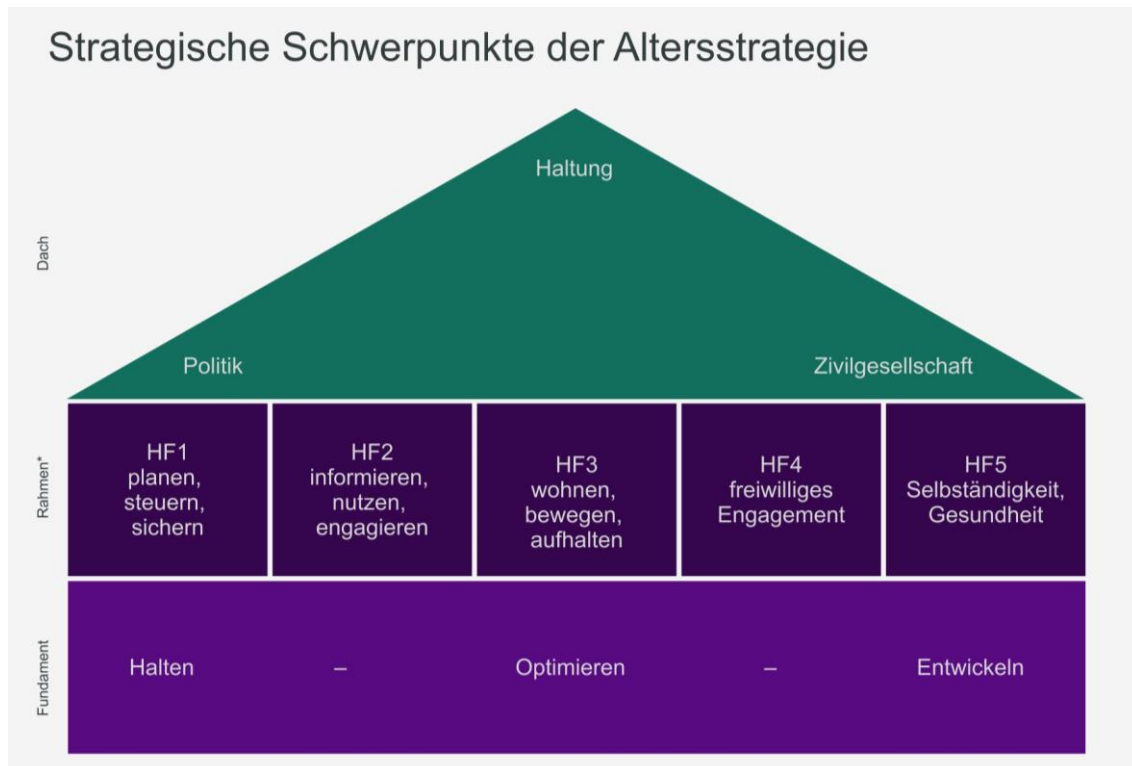 Strategische Schwerpunkte der Altersstrategie
Dach
Haltung
Politik
Zivilgesellschaft
Rahmen*
HF1
planen,
steuern,
sichern
HF2
informieren,
nutzen,
engagieren
HF3
wohnen,
bewegen,
aufhalten
HF4
freiwilliges
Engagement
HF5
Selbständigkeit,
Gesundheit
Fundament
Halten – Optimieren – Entwickeln